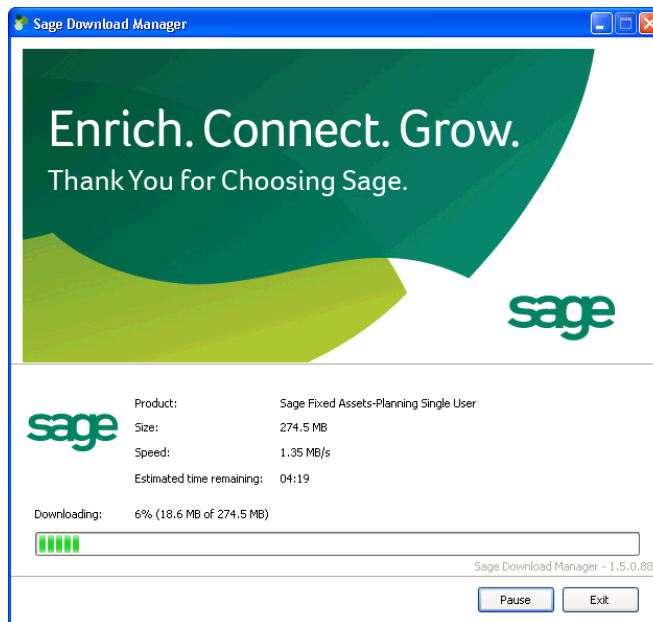 Sage Download Manager
Enrich. Connect. Grow.
Thank You for Choosing Sage.
sage
sage
Product: Sage Fixed Assets-Planning Single User
Size: 274.5 MB
Speed: 1.35 MB/s
Estimated time remaining: 04:19
Downloading: 6% (18.6 MB of 274.5 MB)
Sage Download Manager - 1.5.0.88
Pause Exit